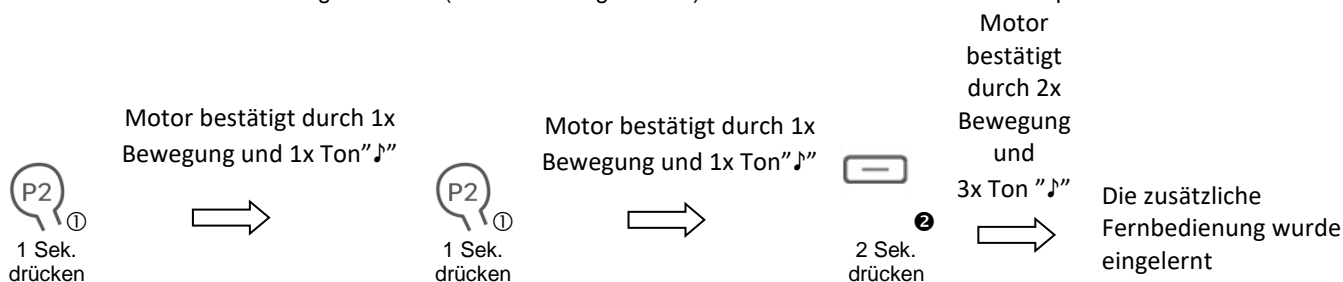 Motor bestätigt durch 1x
Bewegung und 1x Ton"♪"
P2
①
1 Sek.
drücken
Motor bestätigt durch 1x
Bewegung und 1x Ton"♪"
P2
①
1 Sek.
drücken
❷
2 Sek.
drücken
Motor
bestätigt
durch 2x
Bewegung
und
3x Ton "♪"
Die zusätzliche
Fernbedienung wurde
eingelernt